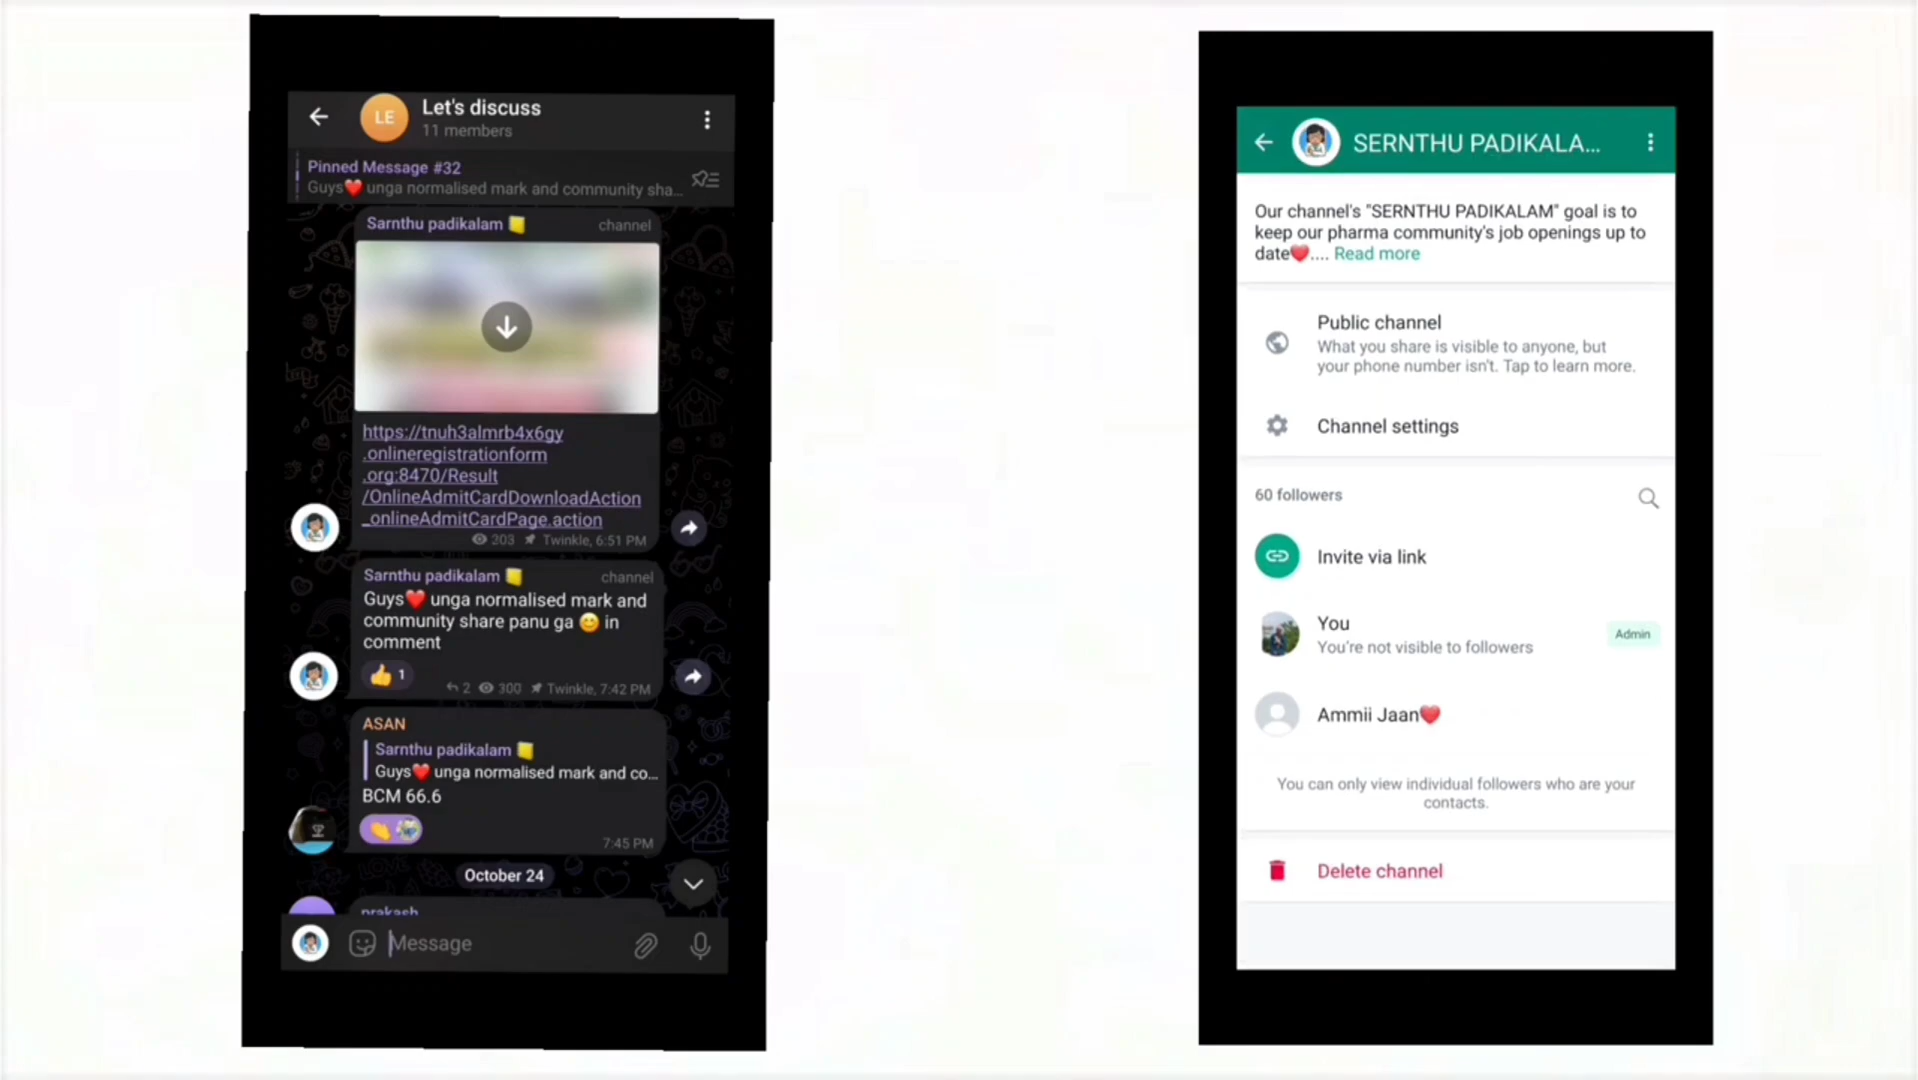 LE
Let's discuss
11 members
Pinned Message #32
Guys❤️ unga normalised mark and community sha...
Sarnthu padikalam channel
https://tnuh3almrb4x6gy
.onlineregistrationform
.org:8470/Result
/OnlineAdmitCardDownloadAction
_onlineAdmitCardPage.action
203 Twinkle, 6:51 PM
Sarnthu padikalam channel
Guys❤️ unga normalised mark and
community share panu ga 😊 in
comment
👍 1
2 300 Twinkle, 7:42 PM
ASAN
Sarnthu padikalam
Guys❤️ unga normalised mark and co...
BCM 66.6
7:45 PM
October 24
prakash
Message
SERNTHU PADIKALA...
Our channel's "SERNTHU PADIKALAM" goal is to
keep our pharma community's job openings up to
date❤️.... Read more
Public channel
What you share is visible to anyone, but
your phone number isn't. Tap to learn more.
Channel settings
60 followers
Invite via link
You
You're not visible to followers
Admin
Ammii Jaan❤️
You can only view individual followers who are your
contacts.
Delete channel